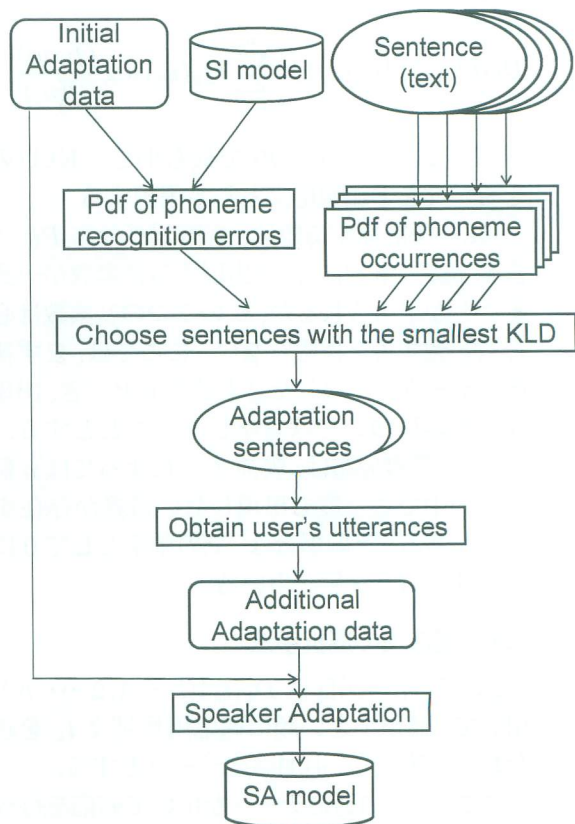 Initial
Adaptation
data
SI model
Sentence
(text)
Pdf of phoneme
recognition errors
Pdf of phoneme
occurrences
Choose sentences with the smallest KLD
Adaptation
sentences
Obtain user's utterances
Additional
Adaptation data
Speaker Adaptation
SA model